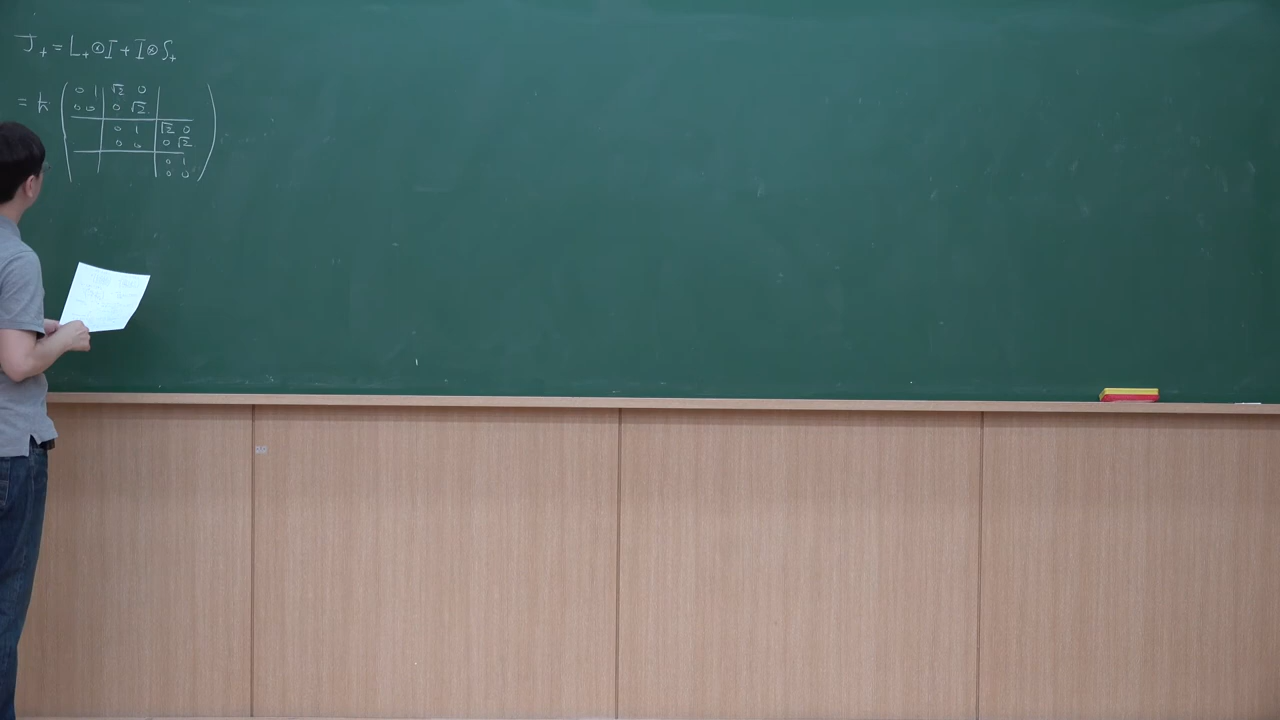 J₊ = L₊ ⊗ I + I ⊗ S₊
= ħ
0 1 | √2 0 |
0 0 | 0 √2 |
| 0 1 | √2 0
| 0 0 | 0 √2
| | 0 1
| | 0 0